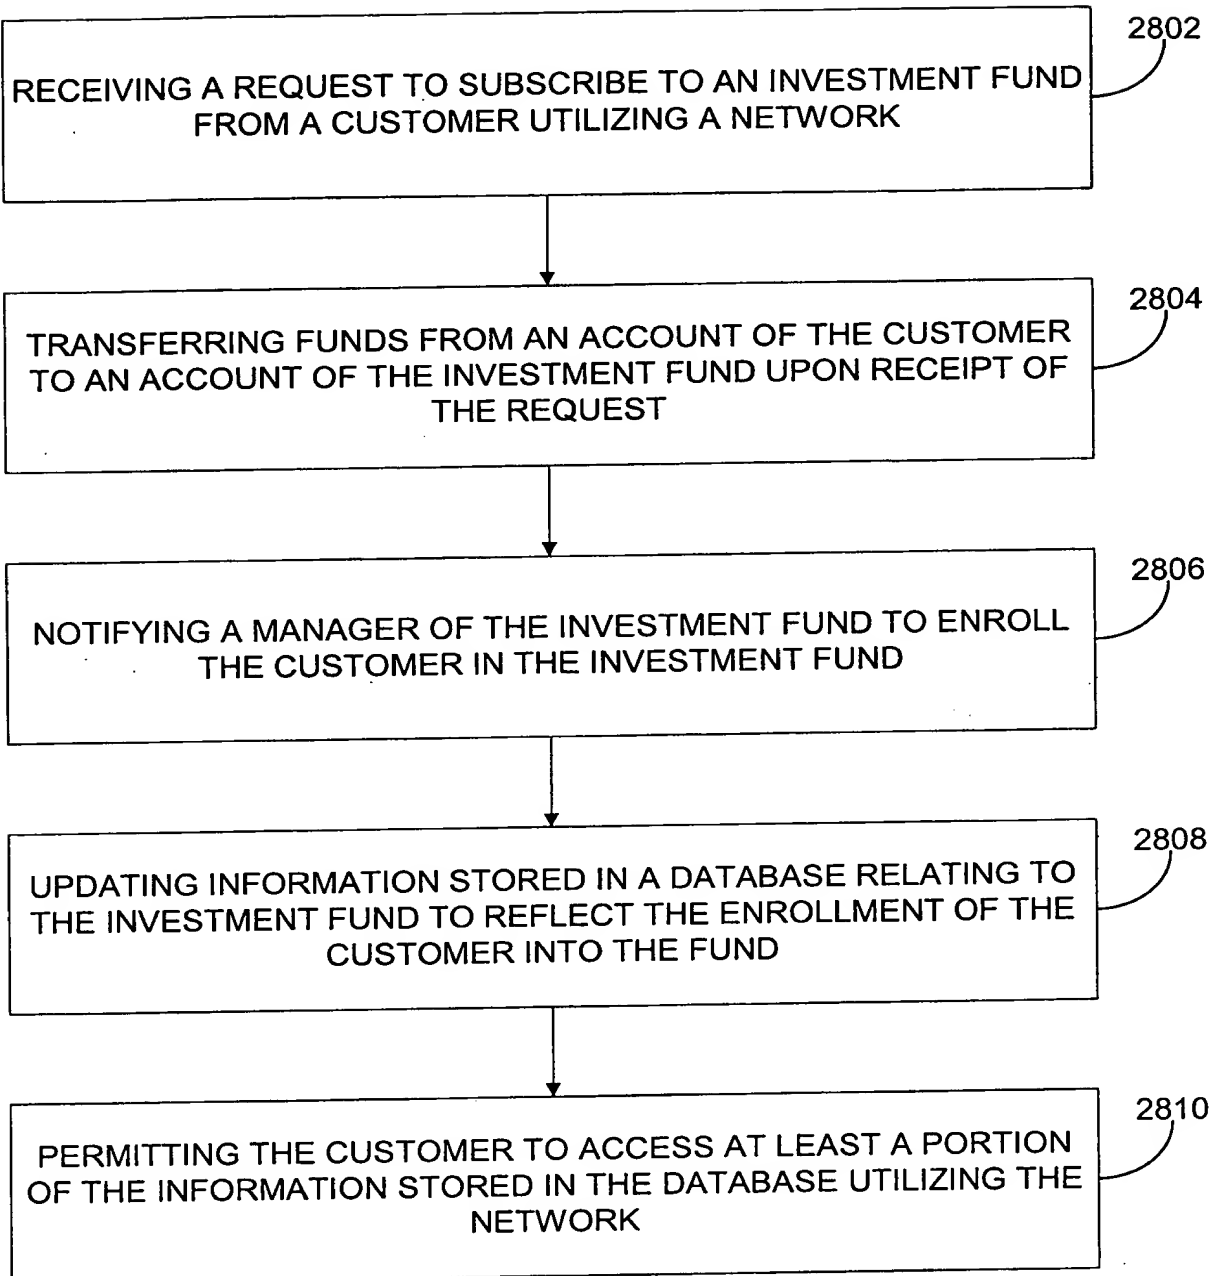 2802
RECEIVING A REQUEST TO SUBSCRIBE TO AN INVESTMENT FUND
FROM A CUSTOMER UTILIZING A NETWORK
2804
TRANSFERRING FUNDS FROM AN ACCOUNT OF THE CUSTOMER
TO AN ACCOUNT OF THE INVESTMENT FUND UPON RECEIPT OF
THE REQUEST
2806
NOTIFYING A MANAGER OF THE INVESTMENT FUND TO ENROLL
THE CUSTOMER IN THE INVESTMENT FUND
2808
UPDATING INFORMATION STORED IN A DATABASE RELATING TO
THE INVESTMENT FUND TO REFLECT THE ENROLLMENT OF THE
CUSTOMER INTO THE FUND
2810
PERMITTING THE CUSTOMER TO ACCESS AT LEAST A PORTION
OF THE INFORMATION STORED IN THE DATABASE UTILIZING THE
NETWORK